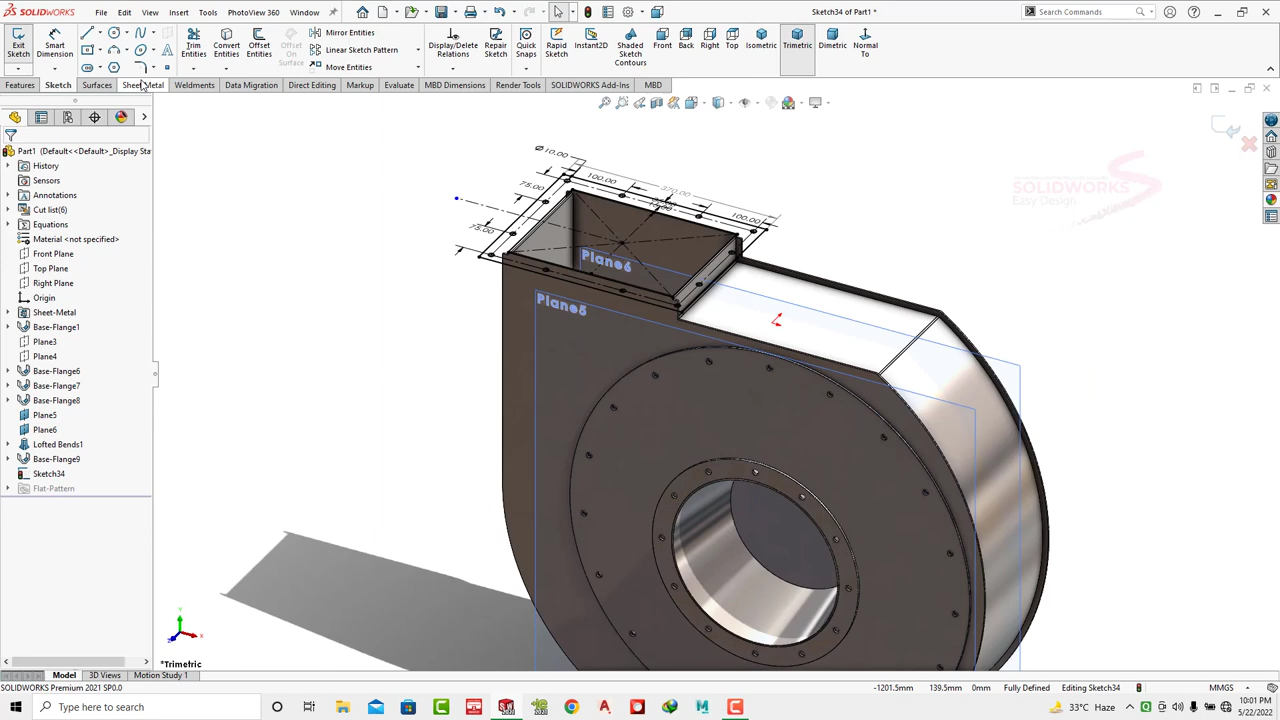 SOLIDWORKS File Edit View Insert Tools PhotoView 360 Window Sketch34 of Part1 * Search Commands
Exit Sketch Smart Dimension Trim Entities Convert Entities Offset Entities Offset On Surface Mirror Entities Linear Sketch Pattern Move Entities Display/Delete Relations Repair Sketch Quick Snaps Rapid Sketch Instant2D Shaded Sketch Contours Front Back Right Top Isometric Trimetric Dimetric Normal To
Features Sketch Surfaces Sheet Metal Weldments Data Migration Direct Editing Markup Evaluate MBD Dimensions Render Tools SOLIDWORKS Add-Ins MBD
Part1 (Default<<Default>_Display Sta
History
Sensors
Annotations
Cut list(6)
Equations
Material <not specified>
Front Plane
Top Plane
Right Plane
Origin
Sheet-Metal
Base-Flange1
Plane3
Plane4
Base-Flange6
Base-Flange7
Base-Flange8
Plane5
Plane6
Lofted Bends1
Base-Flange9
Sketch34
Flat-Pattern
Ø10.00
100.00
370.00
75.00
100.00
75.00
Plane6
Plane5
SOLIDWORKS
Easy Design
Y
X
Z
*Trimetric
Model 3D Views Motion Study 1
SOLIDWORKS Premium 2021 SP0.0 -1201.5mm 139.5mm 0mm Fully Defined Editing Sketch34 MMGS
Type here to search 33°C Haze 10:01 PM
5/22/2022